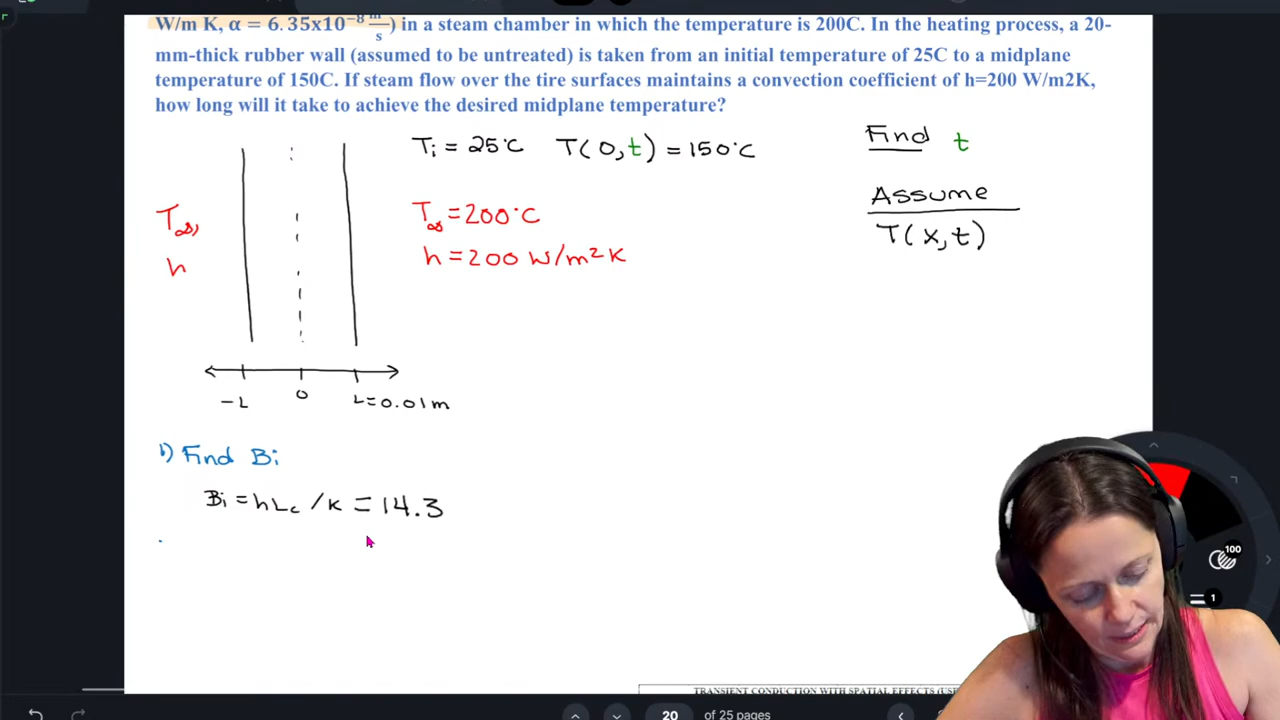 W/m K, α = 6.35x10⁻⁸ m/s) in a steam chamber in which the temperature is 200C. In the heating process, a 20-
mm-thick rubber wall (assumed to be untreated) is taken from an initial temperature of 25C to a midplane
temperature of 150C. If steam flow over the tire surfaces maintains a convection coefficient of h=200 W/m2K,
how long will it take to achieve the desired midplane temperature?
Ti = 25°C T(0,t) = 150°C
Find t
Assume
T(x,t)
T∞,
h
T∞ = 200°C
h = 200 W/m²K
-L 0 L=0.01m
1) Find Bi
Bi = hLc/k = 14.3
TRANSIENT CONDUCTION WITH SPATIAL EFFECTS (USE
20 of 25 pages
100
1